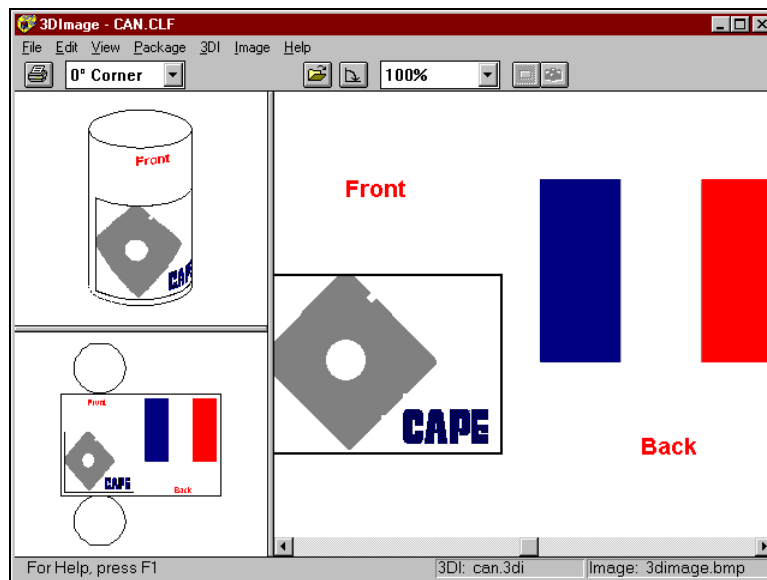 3DImage - CAN.CLF
File Edit View Package 3DI Image Help
0° Corner 100%
Front
CAPE
Front
CAPE
Back
Front
CAPE
Back
For Help, press F1 3DI: can.3di Image: 3dimage.bmp